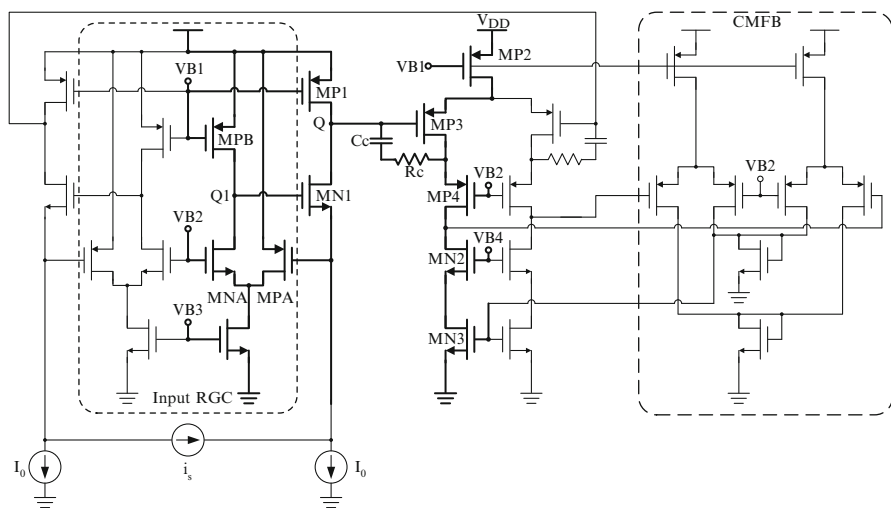 CMFB
V_DD
MP2
VB1
VB1
MP1
MP3
Q
MPB
Cc
Rc
Q1
MN1
VB2
VB2
MP4
VB2
VB4
MN2
MNA
MPA
VB3
MN3
Input RGC
I_0
i_s
I_0